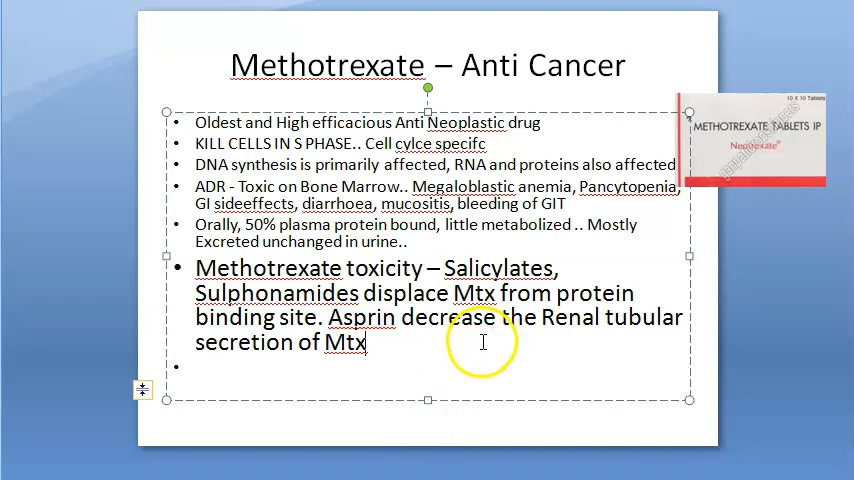 Methotrexate – Anti Cancer
10 X 10 Tablets
METHOTREXATE TABLETS IP
Neotrexate
• Oldest and High efficacious Anti Neoplastic drug
• KILL CELLS IN S PHASE.. Cell cylce specifc
• DNA synthesis is primarily affected, RNA and proteins also affected
• ADR - Toxic on Bone Marrow.. Megaloblastic anemia, Pancytopenia,
GI sideeffects, diarrhoea, mucositis, bleeding of GIT
• Orally, 50% plasma protein bound, little metabolized .. Mostly
Excreted unchanged in urine..
• Methotrexate toxicity – Salicylates,
Sulphonamides displace Mtx from protein
binding site. Asprin decrease the Renal tubular
secretion of Mtx
•